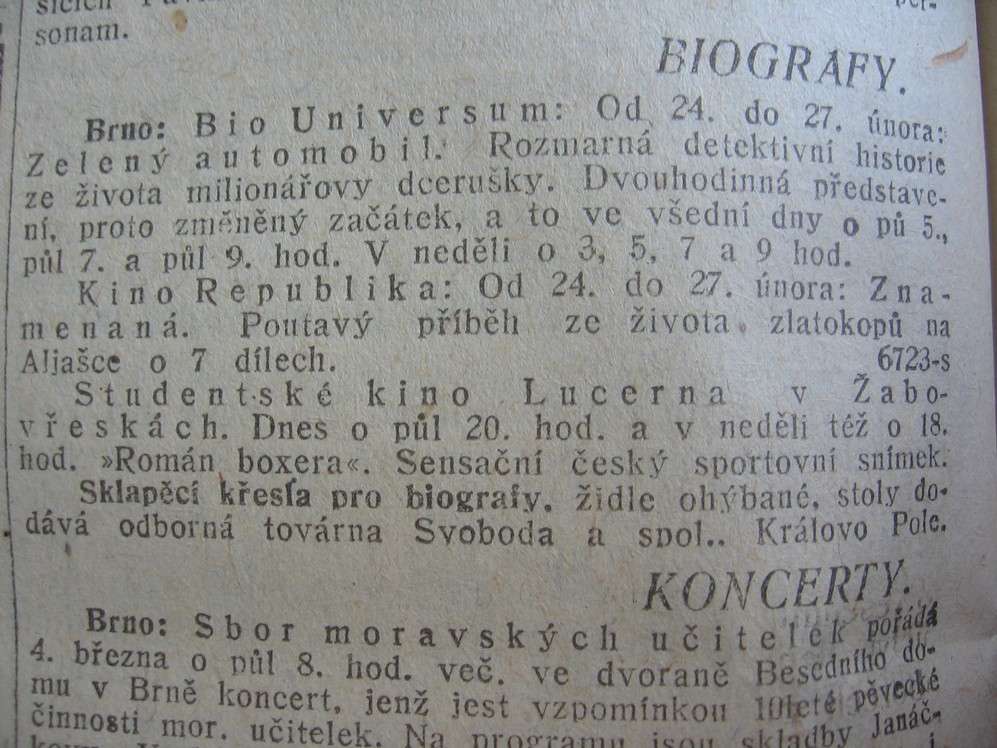 sonam.
BIOGRAFY.
Brno: Bio Universum: Od 24. do 27. února:
Zelený automobil. Rozmarná detektivní historie
ze života milionářovy dcerušky. Dvouhodinná představe-
ní, proto změněný začátek, a to ve všední dny o pů 5.,
půl 7. a půl 9. hod. V neděli o 3, 5, 7 a 9 hod.
Kino Republika: Od 24. do 27. února: Zna-
menaná. Poutavý příběh ze života zlatokopů na
Aljašce o 7 dílech. 6723-s
Studentské kino Lucerna v Žabo-
vřeskách. Dnes o půl 20. hod. a v neděli též o 18.
hod. »Román boxera«. Sensační český sportovní snímek.
Sklapěcí křesla pro biografy, židle ohýbané, stoly do-
dává odborná továrna Svoboda a spol.. Královo Pole.
KONCERTY.
Brno: Sbor moravských učitelek pořádá
4. března o půl 8. hod. več. ve dvoraně Besedního do-
mu v Brně koncert, jenž jest vzpomínkou 10leté pěvecké
činnosti mor. učitelek. Na programu jsou skladby Janáč-